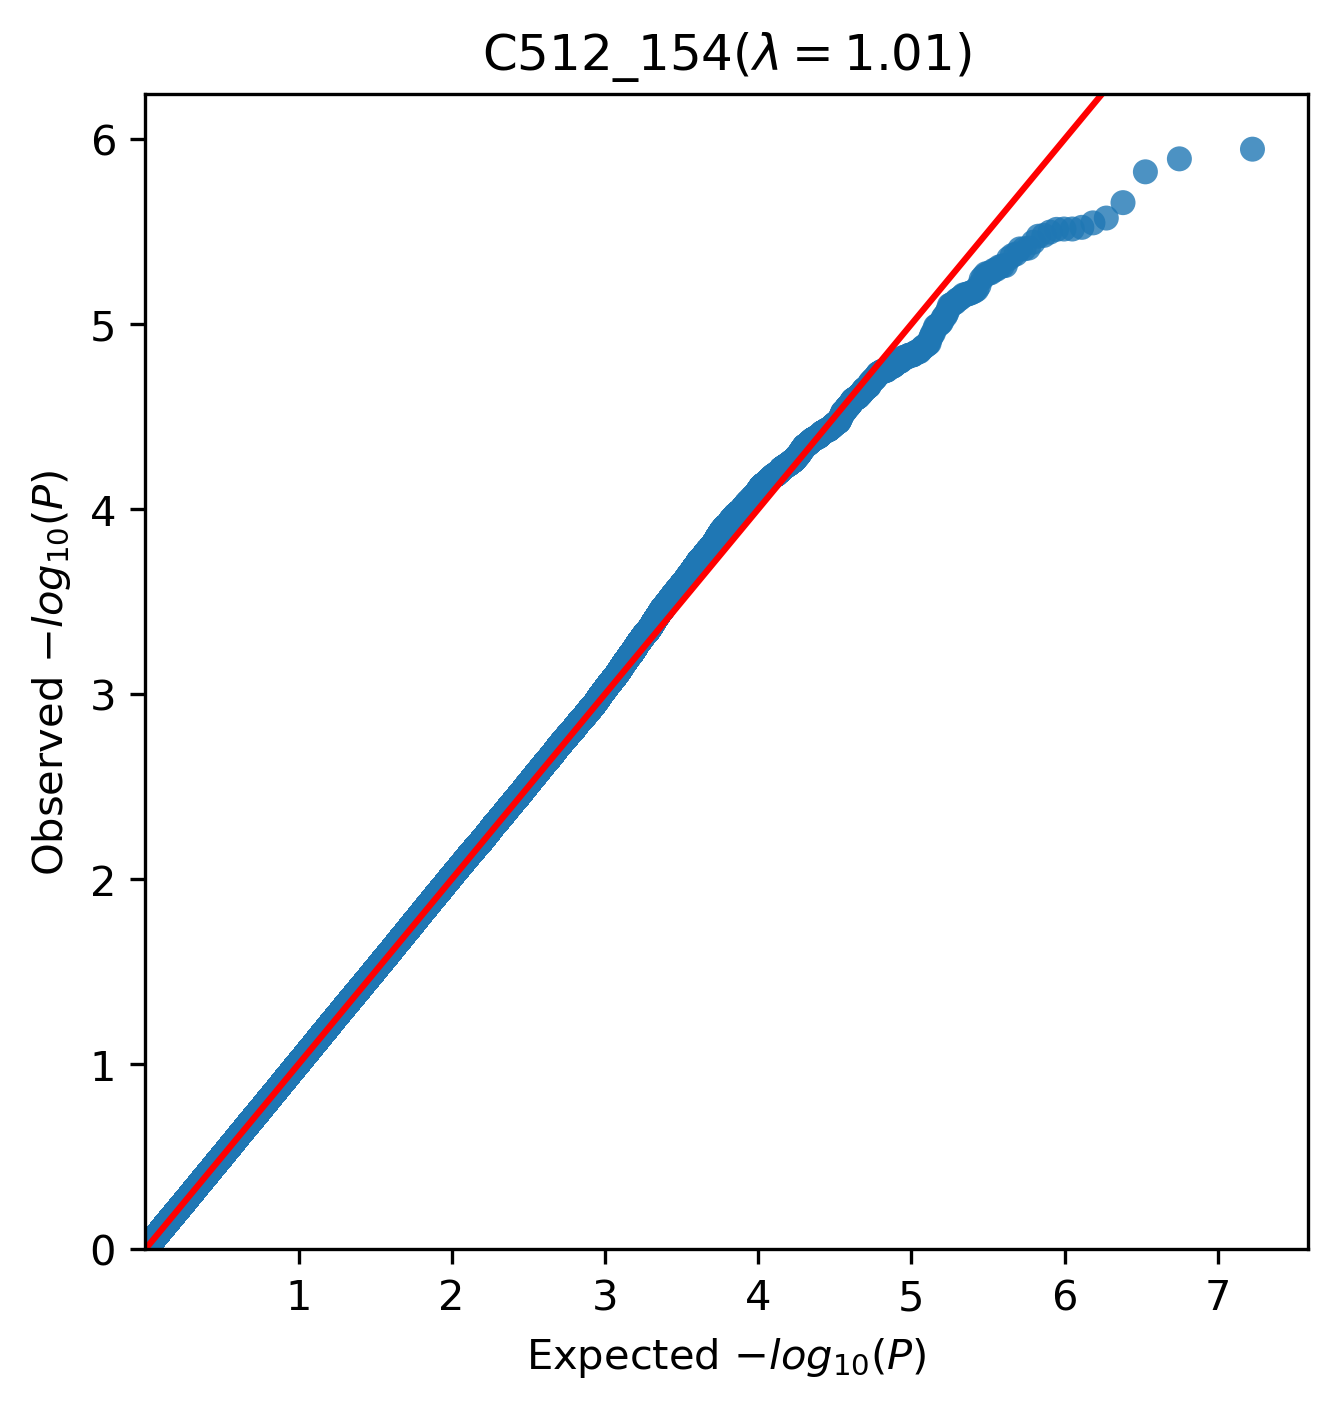 C512_154(λ = 1.01)
Observed −log₁₀(P)
6
5
4
3
2
1
0
1 2 3 4 5 6 7
Expected −log₁₀(P)